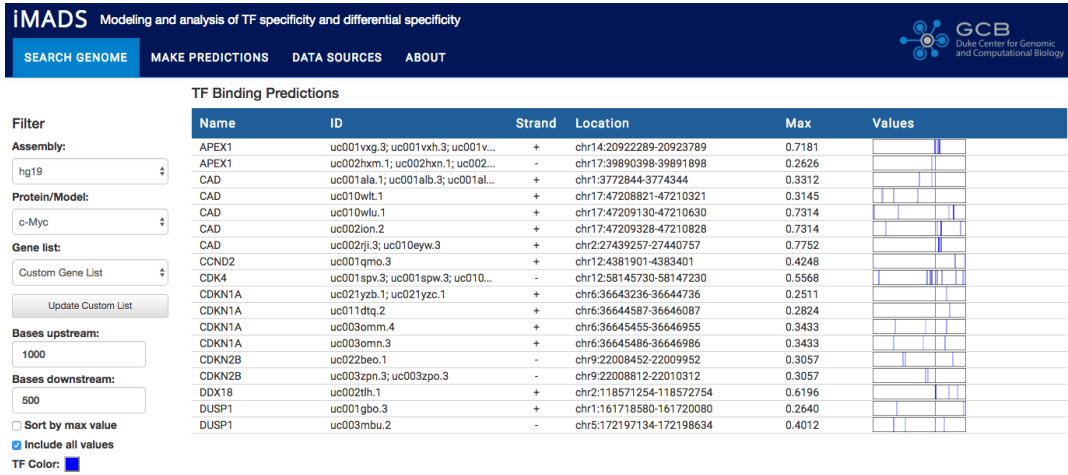 iMADS Modeling and analysis of TF specificity and differential specificity
GCB
Duke Center for Genomic
and Computational Biology
SEARCH GENOME MAKE PREDICTIONS DATA SOURCES ABOUT
TF Binding Predictions
Filter
Assembly:
hg19
Protein/Model:
c-Myc
Gene list:
Custom Gene List
Update Custom List
Bases upstream:
1000
Bases downstream:
500
Sort by max value
Include all values
TF Color:
Name ID Strand Location Max Values
APEX1 uc001vxg.3; uc001vxh.3; uc001v... + chr14:20922289-20923789 0.7181
APEX1 uc002hxm.1; uc002hxn.1; uc002... - chr17:39890398-39891898 0.2626
CAD uc001ala.1; uc001alb.3; uc001al... + chr1:3772844-3774344 0.3312
CAD uc010wlt.1 + chr17:47208821-47210321 0.3145
CAD uc010wlu.1 + chr17:47209130-47210630 0.7314
CAD uc002ion.2 + chr17:47209328-47210828 0.7314
CAD uc002rji.3; uc010eyw.3 + chr2:27439257-27440757 0.7752
CCND2 uc001qmo.3 + chr12:4381901-4383401 0.4248
CDK4 uc001spv.3; uc001spw.3; uc010... - chr12:58145730-58147230 0.5568
CDKN1A uc021yzb.1; uc021yzc.1 + chr6:36643236-36644736 0.2511
CDKN1A uc011dtq.2 + chr6:36644587-36646087 0.2824
CDKN1A uc003omm.4 + chr6:36645455-36646955 0.3433
CDKN1A uc003omn.3 + chr6:36645486-36646986 0.3433
CDKN2B uc022beo.1 - chr9:22008452-22009952 0.3057
CDKN2B uc003zpn.3; uc003zpo.3 - chr9:22008812-22010312 0.3057
DDX18 uc002tlh.1 + chr2:118571254-118572754 0.6196
DUSP1 uc001gbo.3 + chr1:161718580-161720080 0.2640
DUSP1 uc003mbu.2 - chr5:172197134-172198634 0.4012